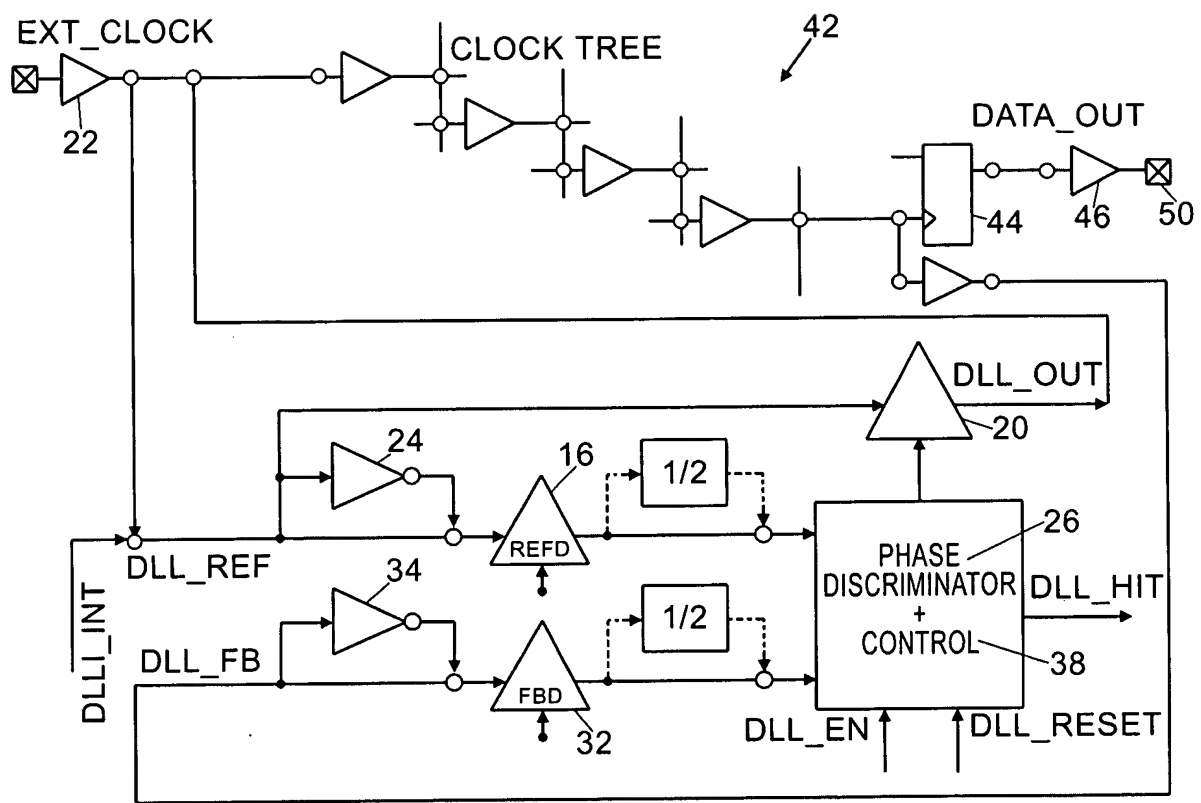 EXT_CLOCK
CLOCK TREE
42
22
DATA_OUT
44
46
50
DLL_OUT
20
24
16
1/2
REFD
DLL_REF
DLLI_INT
34
1/2
DLL_FB
FBD
32
PHASE
DISCRIMINATOR
+
CONTROL
26
38
DLL_HIT
DLL_EN
DLL_RESET